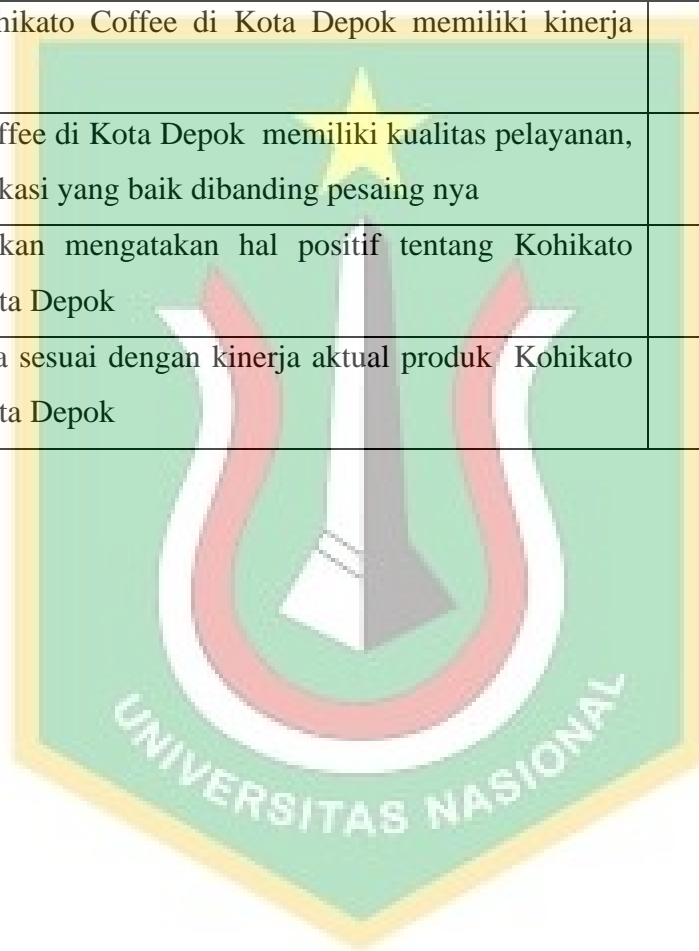 hikato Coffee di Kota Depok memiliki kinerja
ffee di Kota Depok memiliki kualitas pelayanan,
kasi yang baik dibanding pesaing nya
kan mengatakan hal positif tentang Kohikato
ta Depok
a sesuai dengan kinerja aktual produk Kohikato
ta Depok
UNIVERSITAS NASIONAL